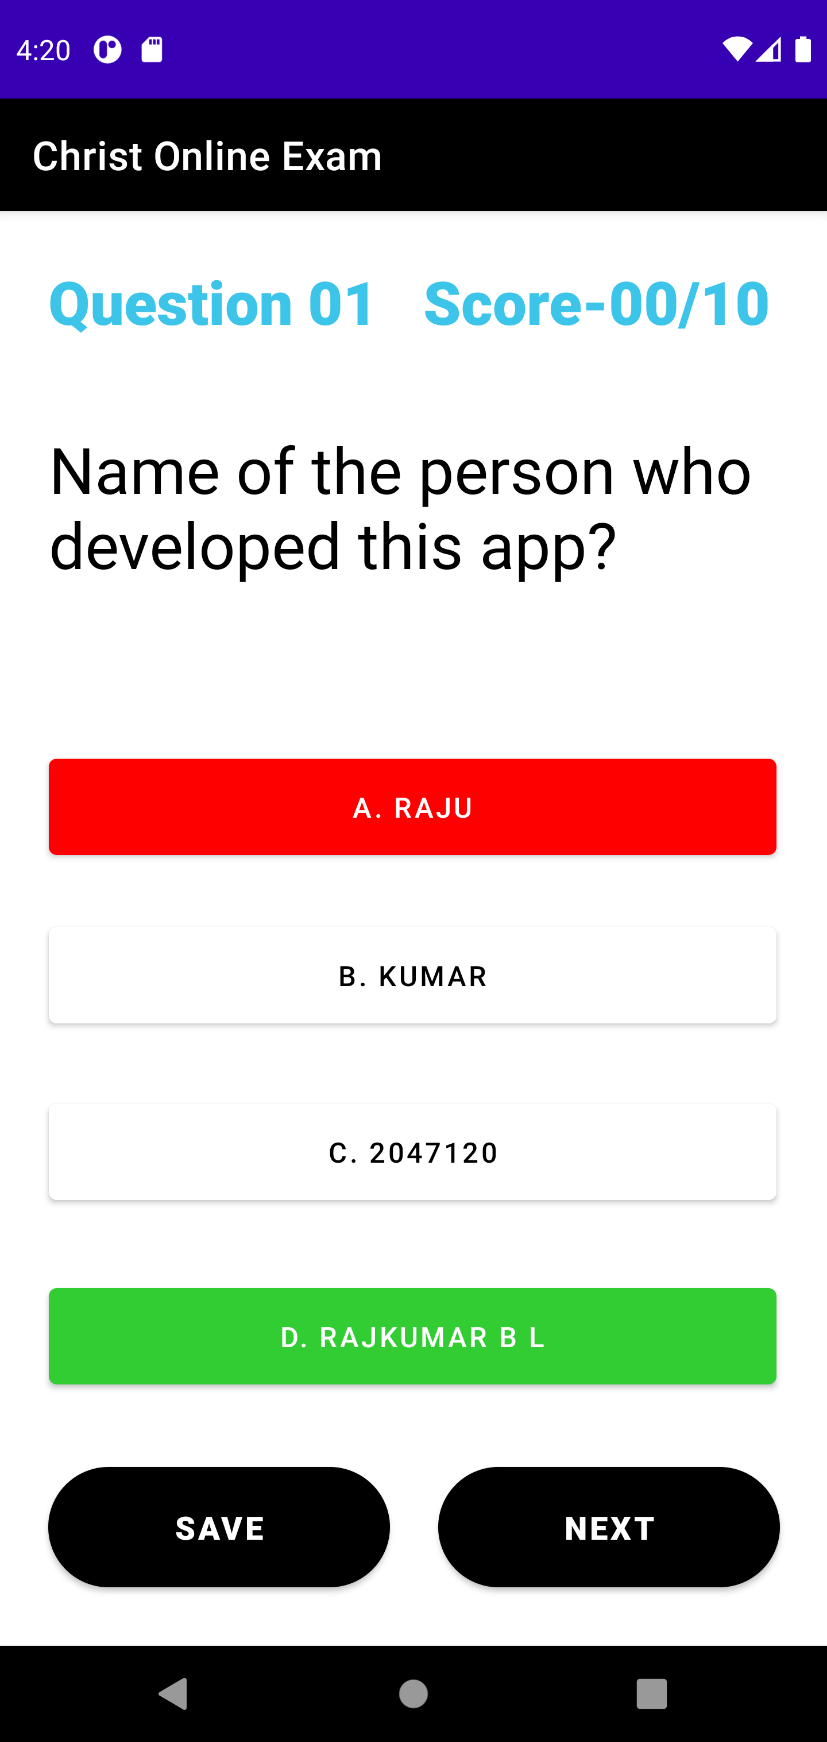 4:20
Christ Online Exam
Question 01 Score-00/10
Name of the person who
developed this app?
A. RAJU
B. KUMAR
C. 2047120
D. RAJKUMAR B L
SAVE NEXT